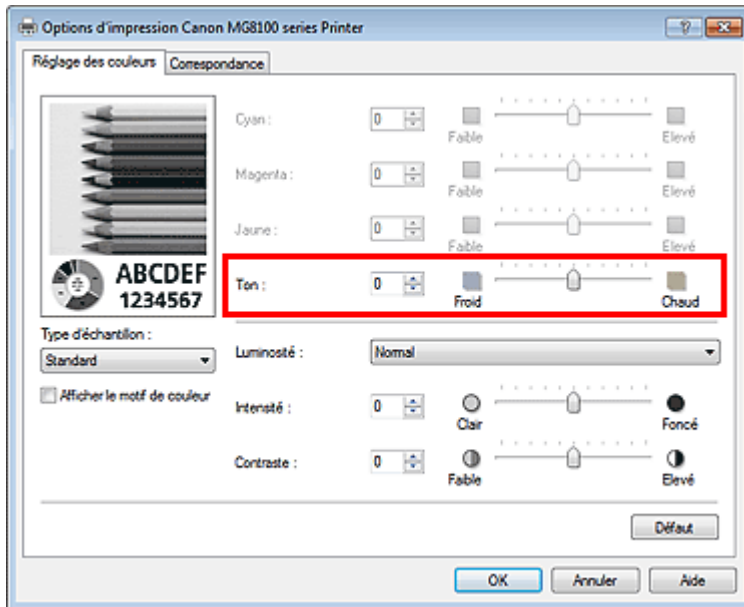 Options d'impression Canon MG8100 series Printer
Réglage des couleurs Correspondance
ABCDEF
1234567
Type d'échantillon :
Standard
Afficher le motif de couleur
Cyan : 0 Faible Elevé
Magenta : 0 Faible Elevé
Jaune : 0 Faible Elevé
Ton : 0 Froid Chaud
Luminosité : Normal
Intensité : 0 Clair Foncé
Contraste : 0 Faible Elevé
Défaut
OK Annuler Aide